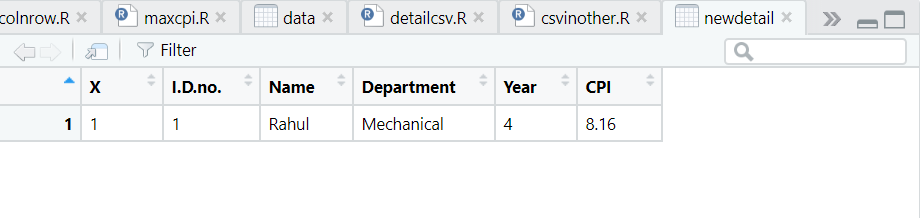 colnrow.R maxcpi.R data detailcsv.R csvinother.R newdetail
Filter
X I.D.no. Name Department Year CPI
1 1 1 Rahul Mechanical 4 8.16